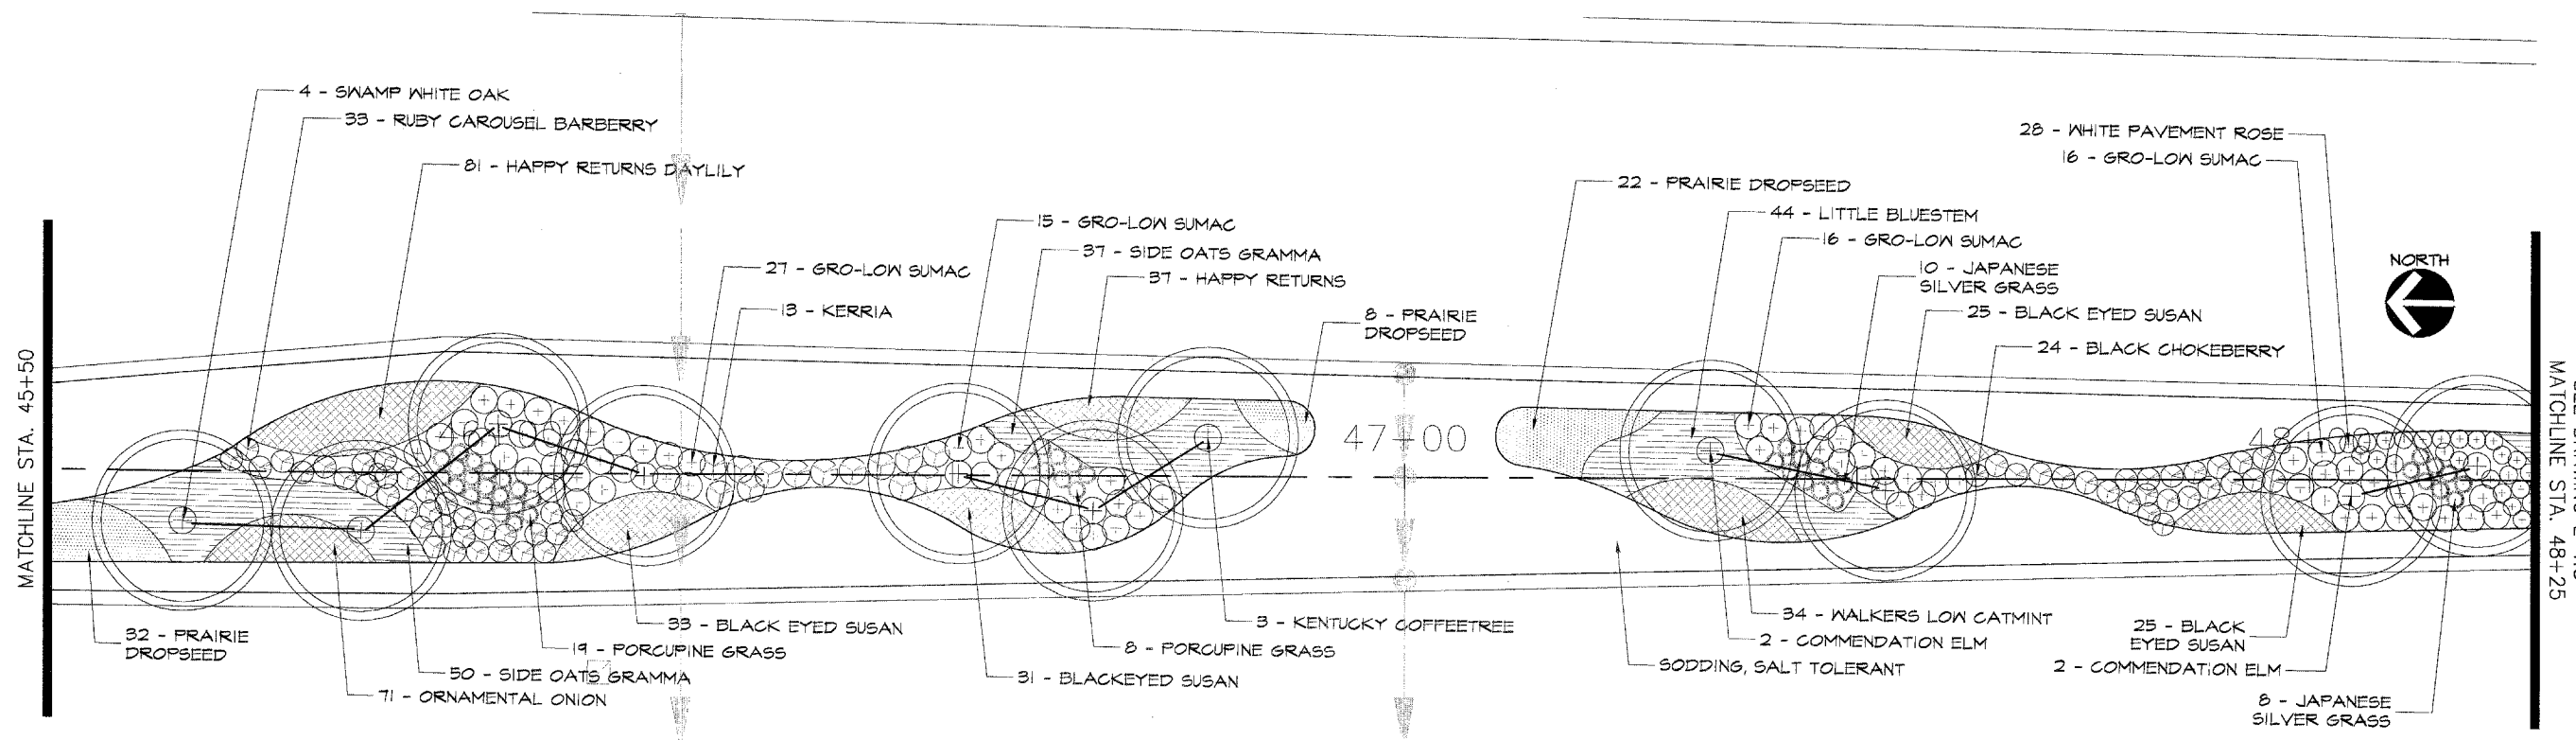 4 - SWAMP WHITE OAK
33 - RUBY CAROUSEL BARBERRY
81 - HAPPY RETURNS DAYLILY
15 - GRO-LOW SUMAC
37 - SIDE OATS GRAMMA
37 - HAPPY RETURNS
27 - GRO-LOW SUMAC
13 - KERRIA
8 - PRAIRIE
DROPSEED
22 - PRAIRIE DROPSEED
44 - LITTLE BLUESTEM
16 - GRO-LOW SUMAC
10 - JAPANESE
SILVER GRASS
25 - BLACK EYED SUSAN
24 - BLACK CHOKEBERRY
28 - WHITE PAVEMENT ROSE
16 - GRO-LOW SUMAC
NORTH
MATCHLINE STA. 45+50
47+00
48
MATCHLINE STA. 48+25
32 - PRAIRIE
DROPSEED
33 - BLACK EYED SUSAN
19 - PORCUPINE GRASS
50 - SIDE OATS GRAMMA
71 - ORNAMENTAL ONION
3 - KENTUCKY COFFEETREE
8 - PORCUPINE GRASS
31 - BLACKEYED SUSAN
34 - WALKERS LOW CATMINT
2 - COMMENDATION ELM
SODDING, SALT TOLERANT
25 - BLACK
EYED SUSAN
2 - COMMENDATION ELM
8 - JAPANESE
SILVER GRASS